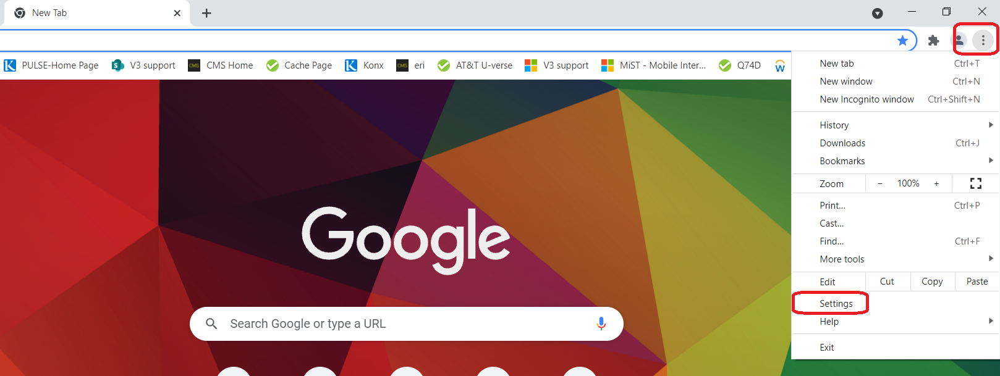 New Tab
PULSE-Home Page V3 support CMS Home Cache Page Konx eri AT&T U-verse V3 support MiST - Mobile Inter... Q74D
New tab Ctrl+T
New window Ctrl+N
New Incognito window Ctrl+Shift+N
History
Downloads Ctrl+J
Bookmarks
Zoom - 100% +
Print... Ctrl+P
Cast...
Find... Ctrl+F
More tools
Edit Cut Copy Paste
Settings
Help
Exit
Google
Search Google or type a URL